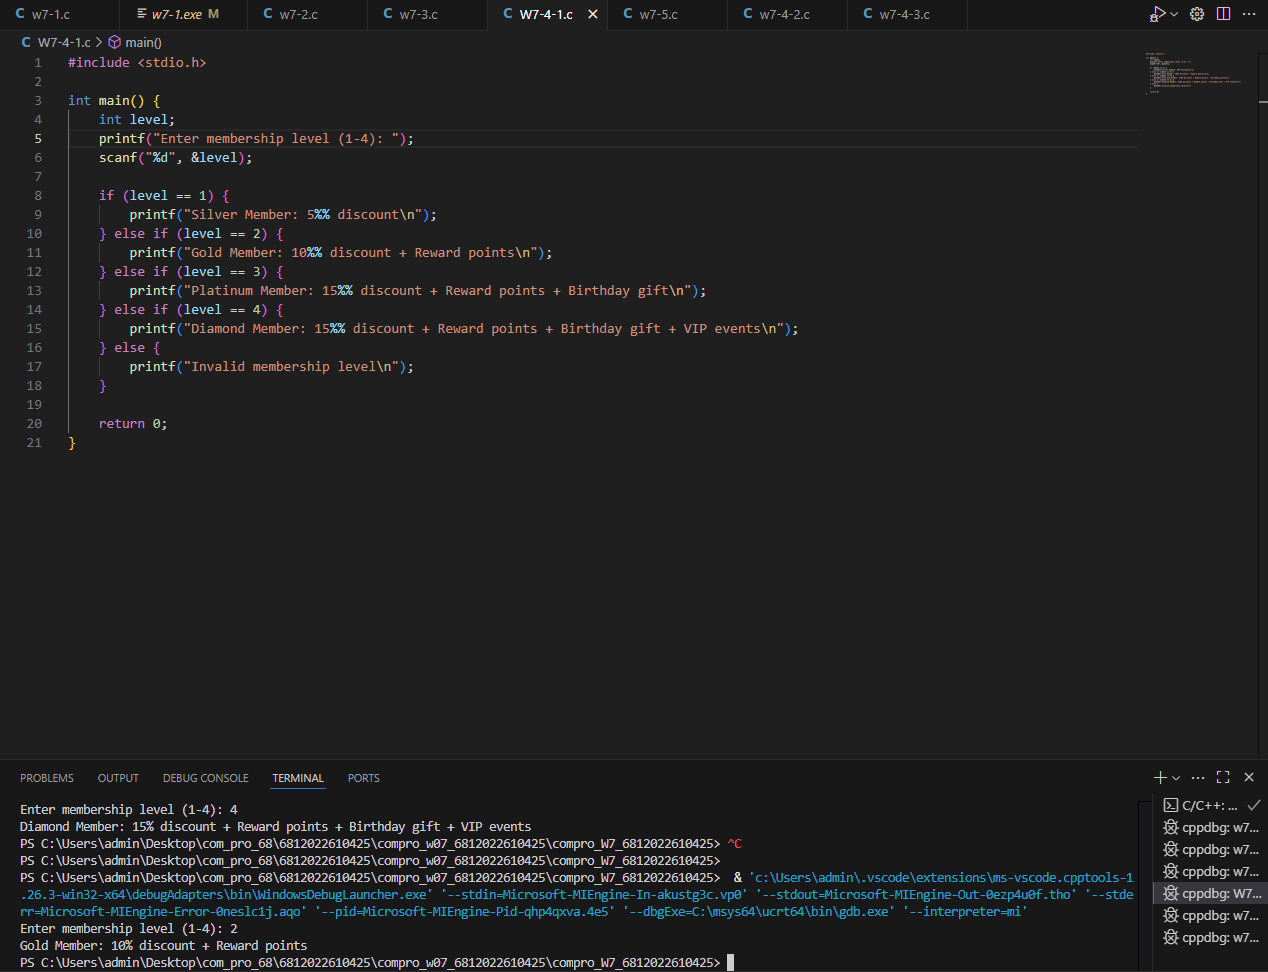 C w7-1.c
w7-1.exe M
C w7-2.c
C w7-3.c
C W7-4-1.c
C w7-5.c
C w7-4-2.c
C w7-4-3.c
C W7-4-1.c > main()
1 #include <stdio.h>
2
3 int main() {
4 int level;
5 printf("Enter membership level (1-4): ");
6 scanf("%d", &level);
7
8 if (level == 1) {
9 printf("Silver Member: 5%% discount\n");
10 } else if (level == 2) {
11 printf("Gold Member: 10%% discount + Reward points\n");
12 } else if (level == 3) {
13 printf("Platinum Member: 15%% discount + Reward points + Birthday gift\n");
14 } else if (level == 4) {
15 printf("Diamond Member: 15%% discount + Reward points + Birthday gift + VIP events\n");
16 } else {
17 printf("Invalid membership level\n");
18 }
19
20 return 0;
21 }
PROBLEMS OUTPUT DEBUG CONSOLE TERMINAL PORTS
Enter membership level (1-4): 4
Diamond Member: 15% discount + Reward points + Birthday gift + VIP events
PS C:\Users\admin\Desktop\com_pro_68\6812022610425\compro_w07_6812022610425\compro_W7_6812022610425> ^C
PS C:\Users\admin\Desktop\com_pro_68\6812022610425\compro_w07_6812022610425\compro_W7_6812022610425>
PS C:\Users\admin\Desktop\com_pro_68\6812022610425\compro_w07_6812022610425\compro_W7_6812022610425> & 'c:\Users\admin\.vscode\extensions\ms-vscode.cpptools-1
.26.3-win32-x64\debugAdapters\bin\WindowsDebugLauncher.exe' '--stdin=Microsoft-MIEngine-In-akustg3c.vp0' '--stdout=Microsoft-MIEngine-Out-0ezp4u0f.tho' '--stde
rr=Microsoft-MIEngine-Error-0neslc1j.aqo' '--pid=Microsoft-MIEngine-Pid-qhp4qxva.4e5' '--dbgExe=C:\msys64\ucrt64\bin\gdb.exe' '--interpreter=mi'
Enter membership level (1-4): 2
Gold Member: 10% discount + Reward points
PS C:\Users\admin\Desktop\com_pro_68\6812022610425\compro_w07_6812022610425\compro_W7_6812022610425>
C/C++: ...
cppdbg: w7...
cppdbg: w7...
cppdbg: w7...
cppdbg: W7...
cppdbg: w7...
cppdbg: w7...